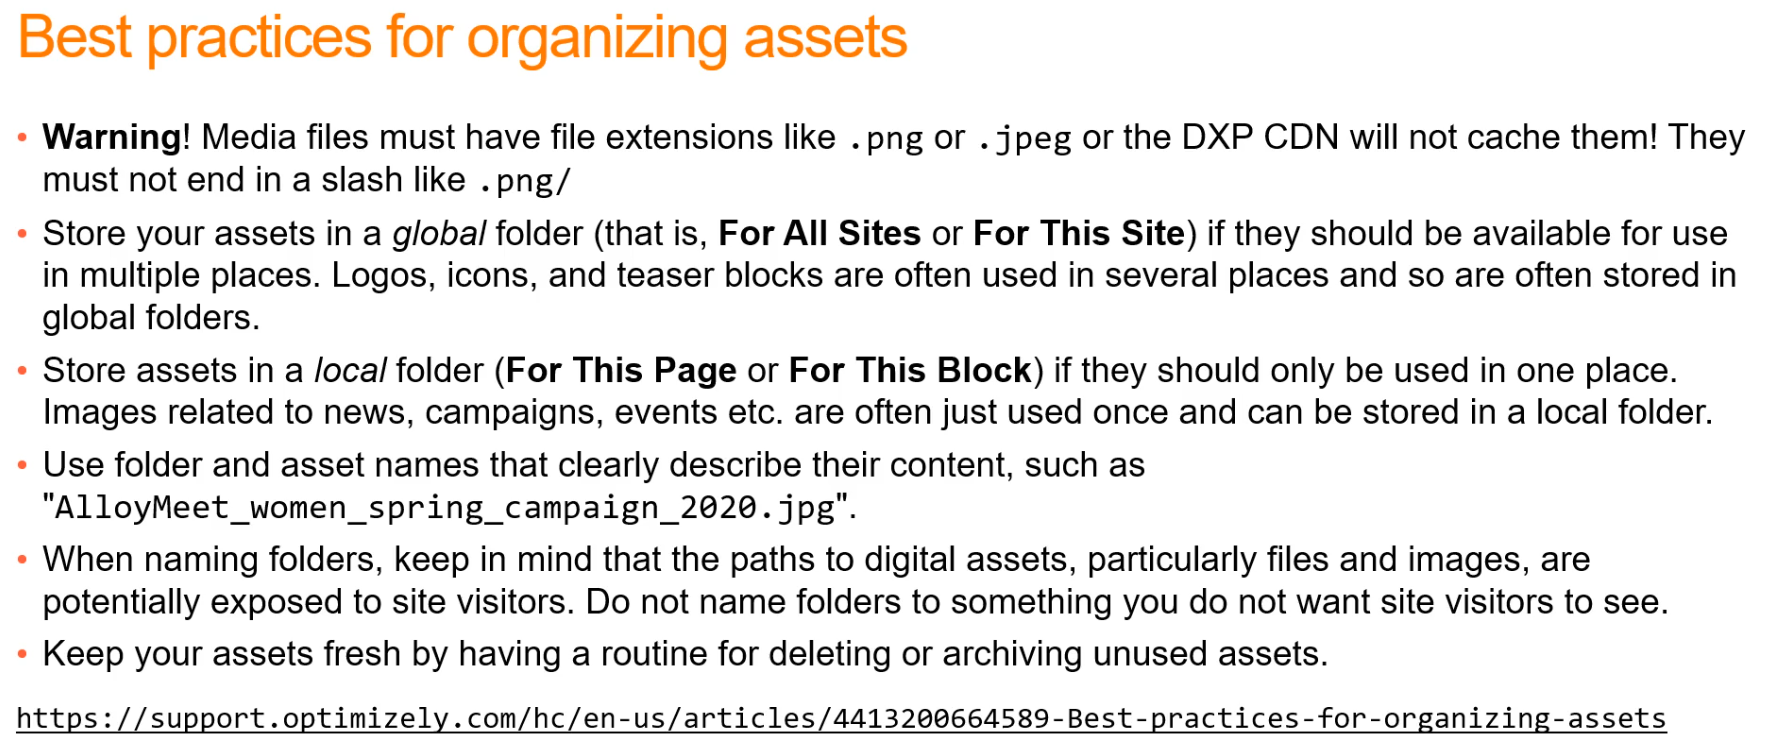 Best practices for organizing assets
• Warning! Media files must have file extensions like .png or .jpeg or the DXP CDN will not cache them! They
must not end in a slash like .png/
• Store your assets in a global folder (that is, For All Sites or For This Site) if they should be available for use
in multiple places. Logos, icons, and teaser blocks are often used in several places and so are often stored in
global folders.
• Store assets in a local folder (For This Page or For This Block) if they should only be used in one place.
Images related to news, campaigns, events etc. are often just used once and can be stored in a local folder.
• Use folder and asset names that clearly describe their content, such as
"AlloyMeet_women_spring_campaign_2020.jpg".
• When naming folders, keep in mind that the paths to digital assets, particularly files and images, are
potentially exposed to site visitors. Do not name folders to something you do not want site visitors to see.
• Keep your assets fresh by having a routine for deleting or archiving unused assets.
https://support.optimizely.com/hc/en-us/articles/4413200664589-Best-practices-for-organizing-assets